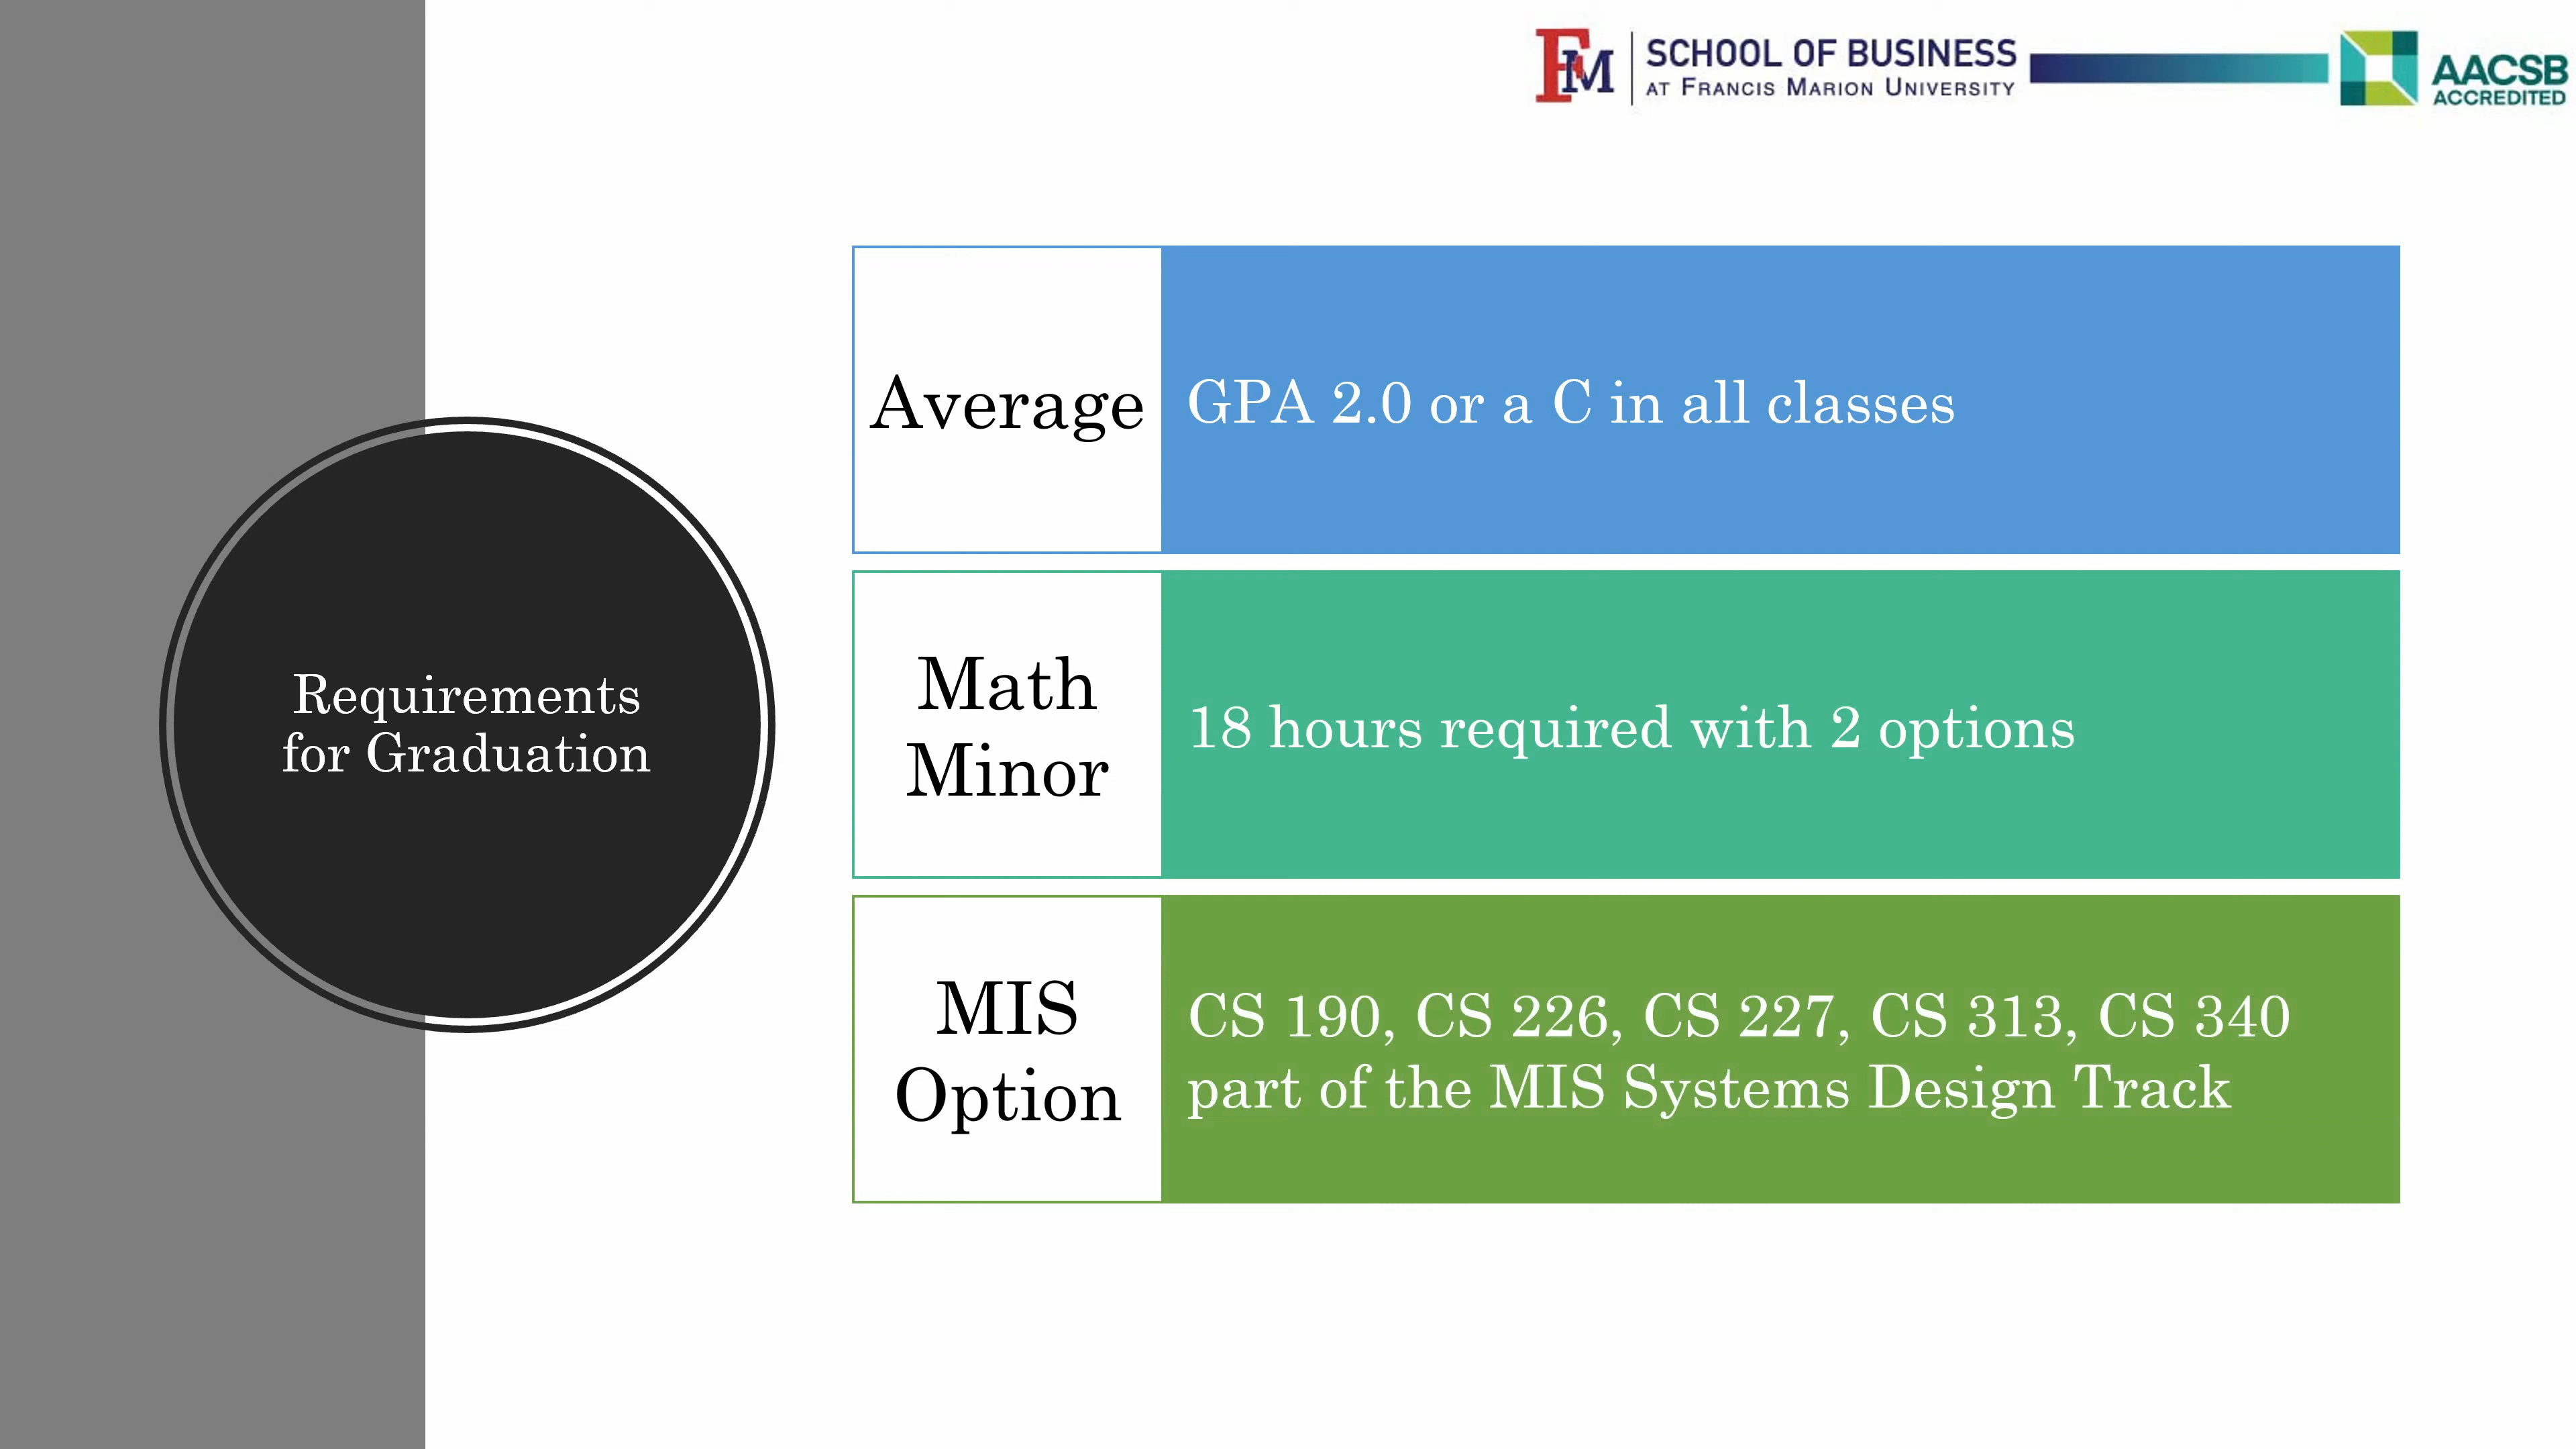 FM
SCHOOL OF BUSINESS
AT FRANCIS MARION UNIVERSITY
AACSB
ACCREDITED
Requirements
for Graduation
Average
GPA 2.0 or a C in all classes
Math
Minor
18 hours required with 2 options
MIS
Option
CS 190, CS 226, CS 227, CS 313, CS 340
part of the MIS Systems Design Track